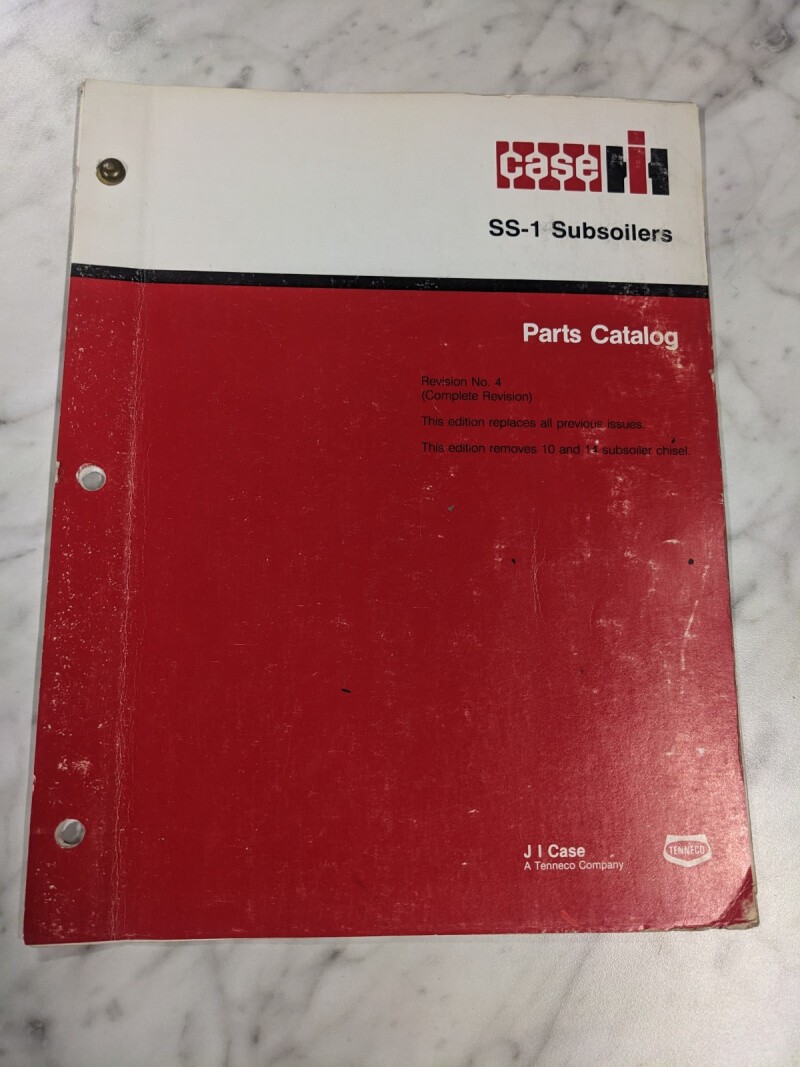 case IH
SS-1 Subsoilers
Parts Catalog
Revision No. 4
(Complete Revision)
This edition replaces all previous issues.
This edition removes 10 and 11 subsoiler chisel.
J I Case
A Tenneco Company
TENNECO